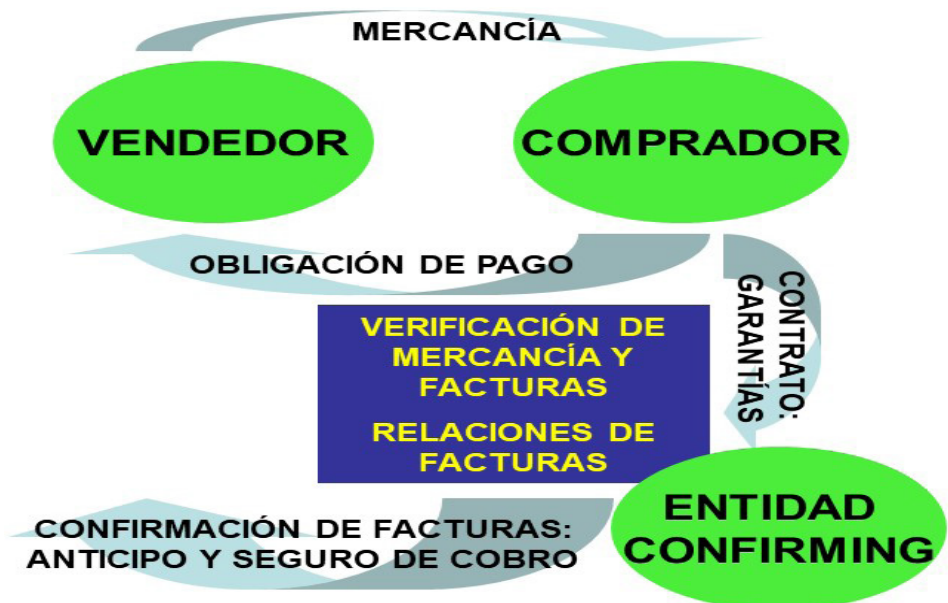 MERCANCÍA
VENDEDOR
COMPRADOR
OBLIGACIÓN DE PAGO
CONTRATO:
GARANTÍAS
VERIFICACIÓN DE
MERCANCÍA Y
FACTURAS
RELACIONES DE
FACTURAS
ENTIDAD
CONFIRMING
CONFIRMACIÓN DE FACTURAS:
ANTICIPO Y SEGURO DE COBRO